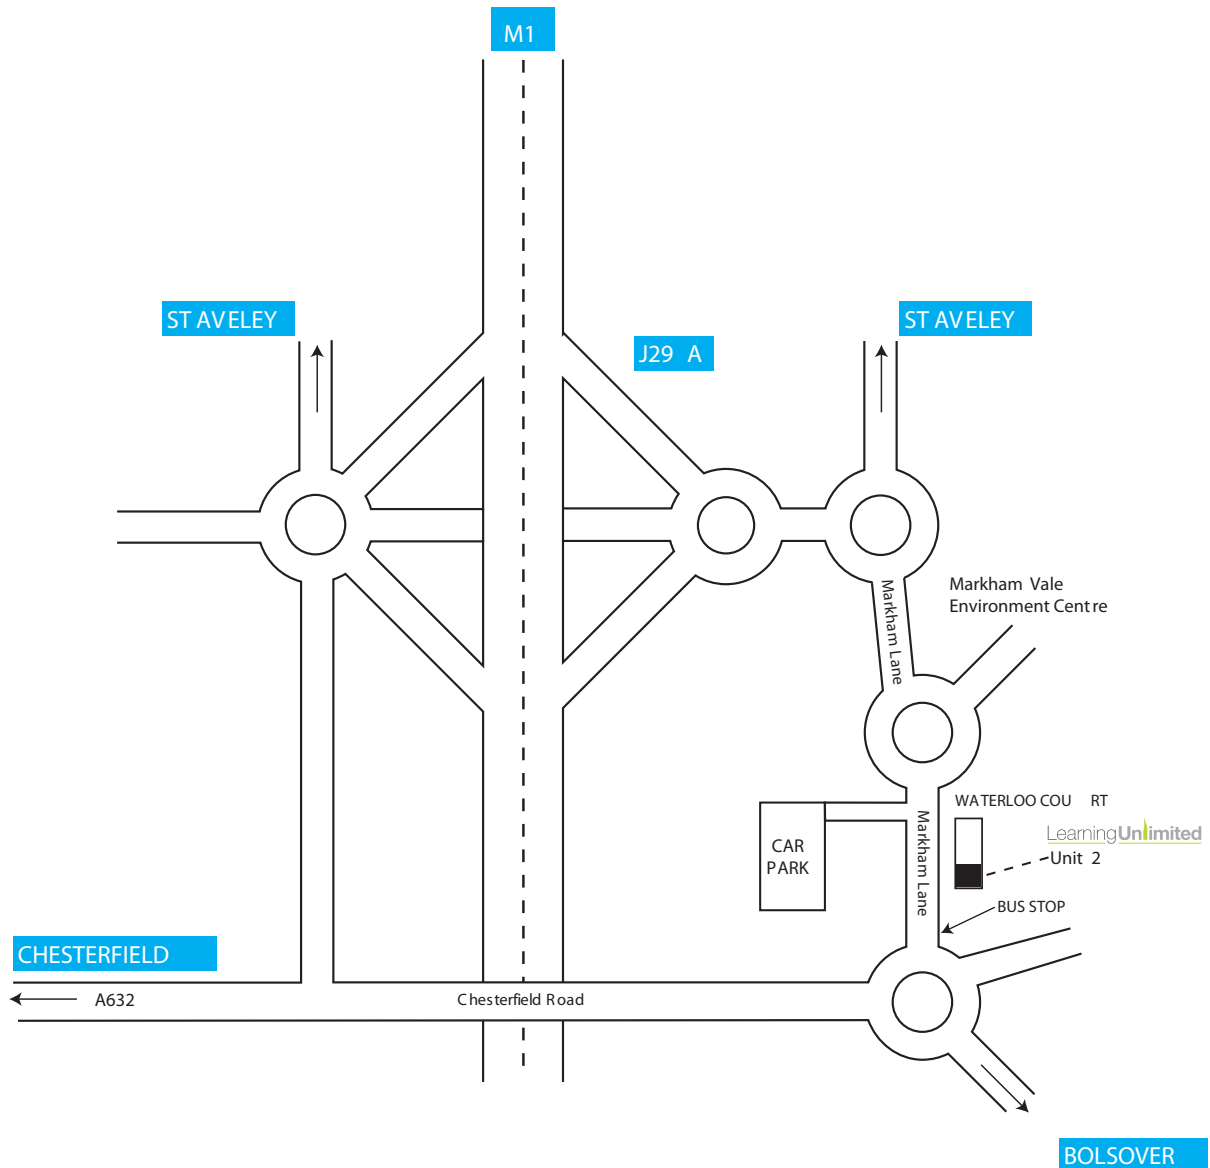 M1
ST AVELEY
ST AVELEY
J29 A
Markham Vale
Environment Centre
Markham Lane
WATERLOO COU RT
LearningUnlimited
Unit 2
CAR
PARK
Markham Lane
BUS STOP
CHESTERFIELD
A632
Chesterfield Road
BOLSOVER